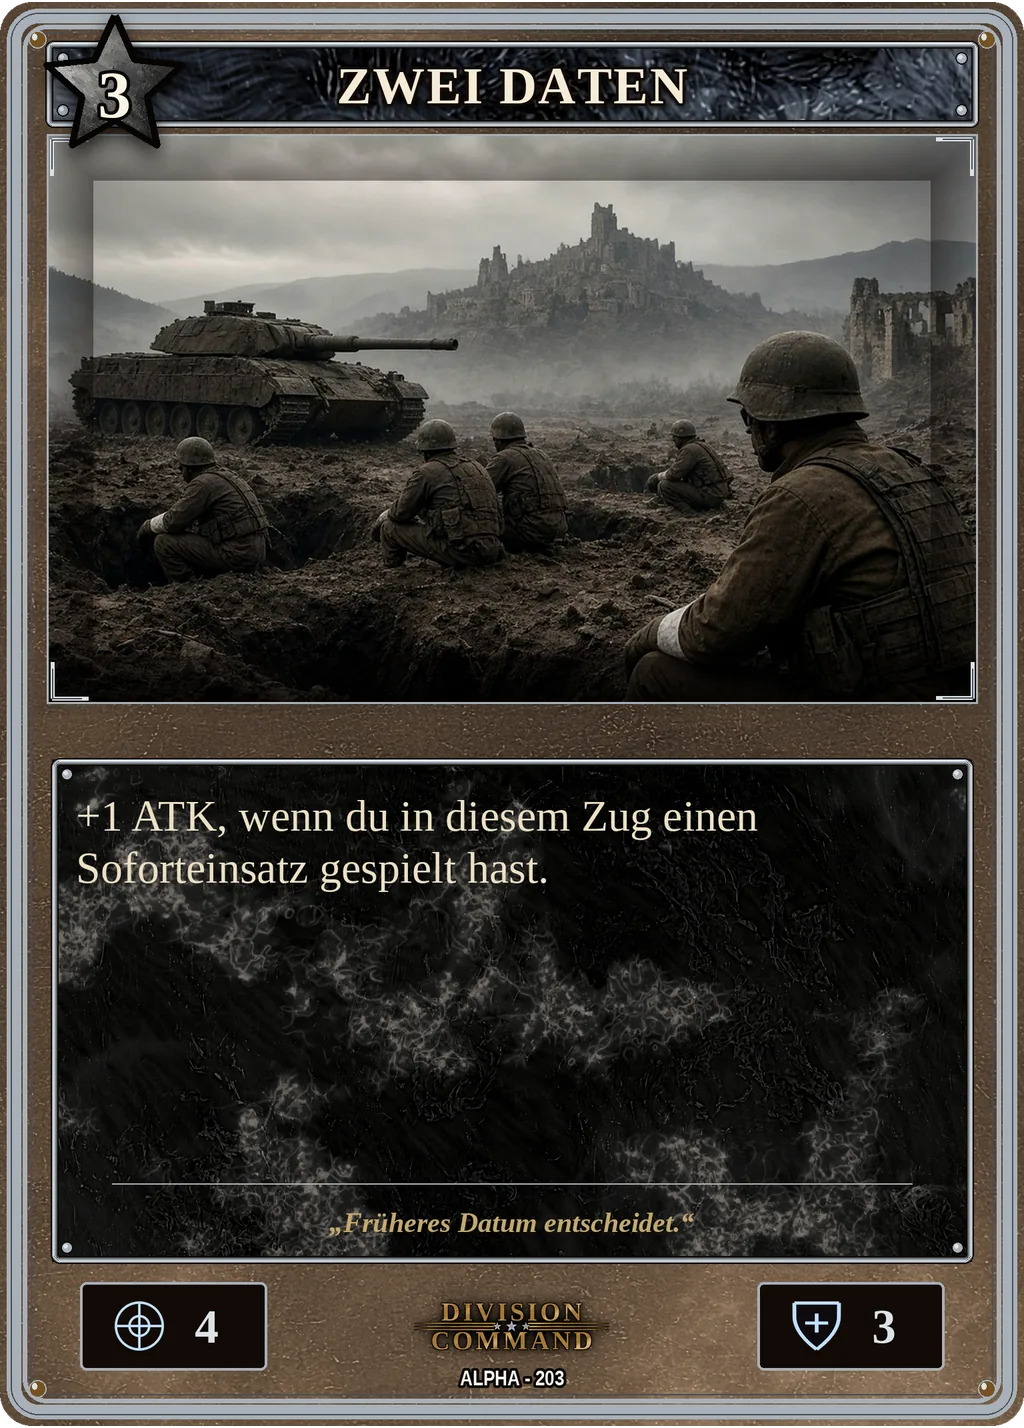 3
ZWEI DATEN
+1 ATK, wenn du in diesem Zug einen
Soforteinsatz gespielt hast.
„Früheres Datum entscheidet.“
4
DIVISION
COMMAND
3
ALPHA - 203